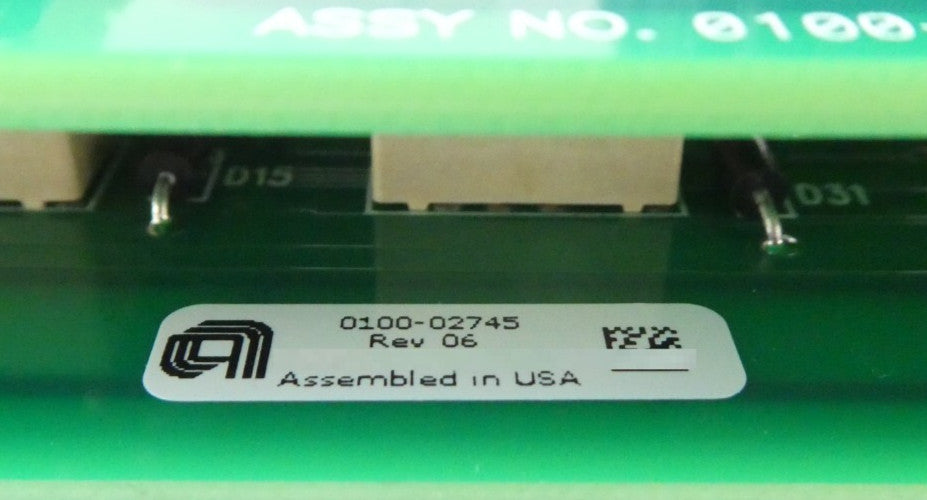 ASSY NO. 0100-
D15
D31
0100-02745
Rev 06
Assembled in USA